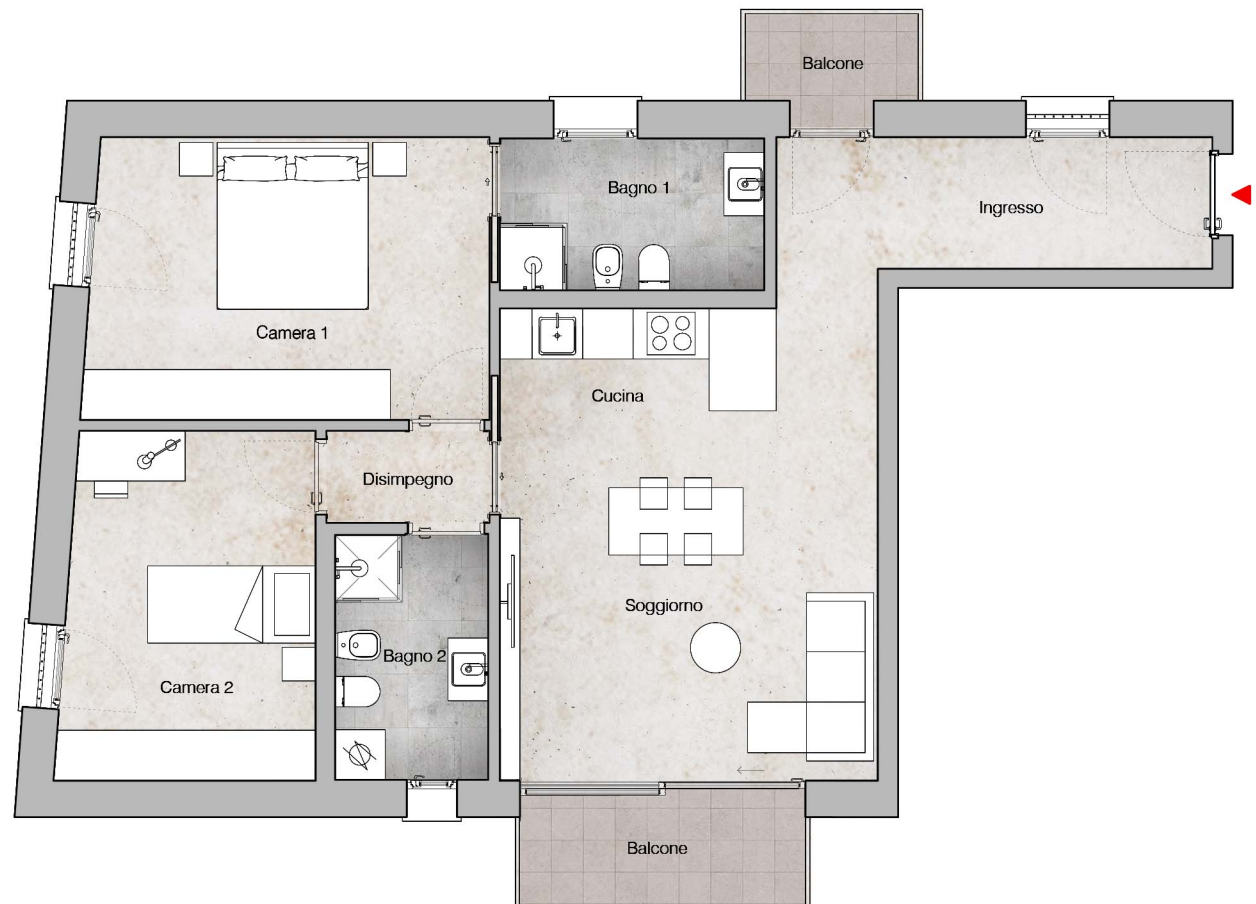 Balcone
Bagno 1
Ingresso
Camera 1
Cucina
Disimpegno
Soggiorno
Bagno 2
Camera 2
Balcone